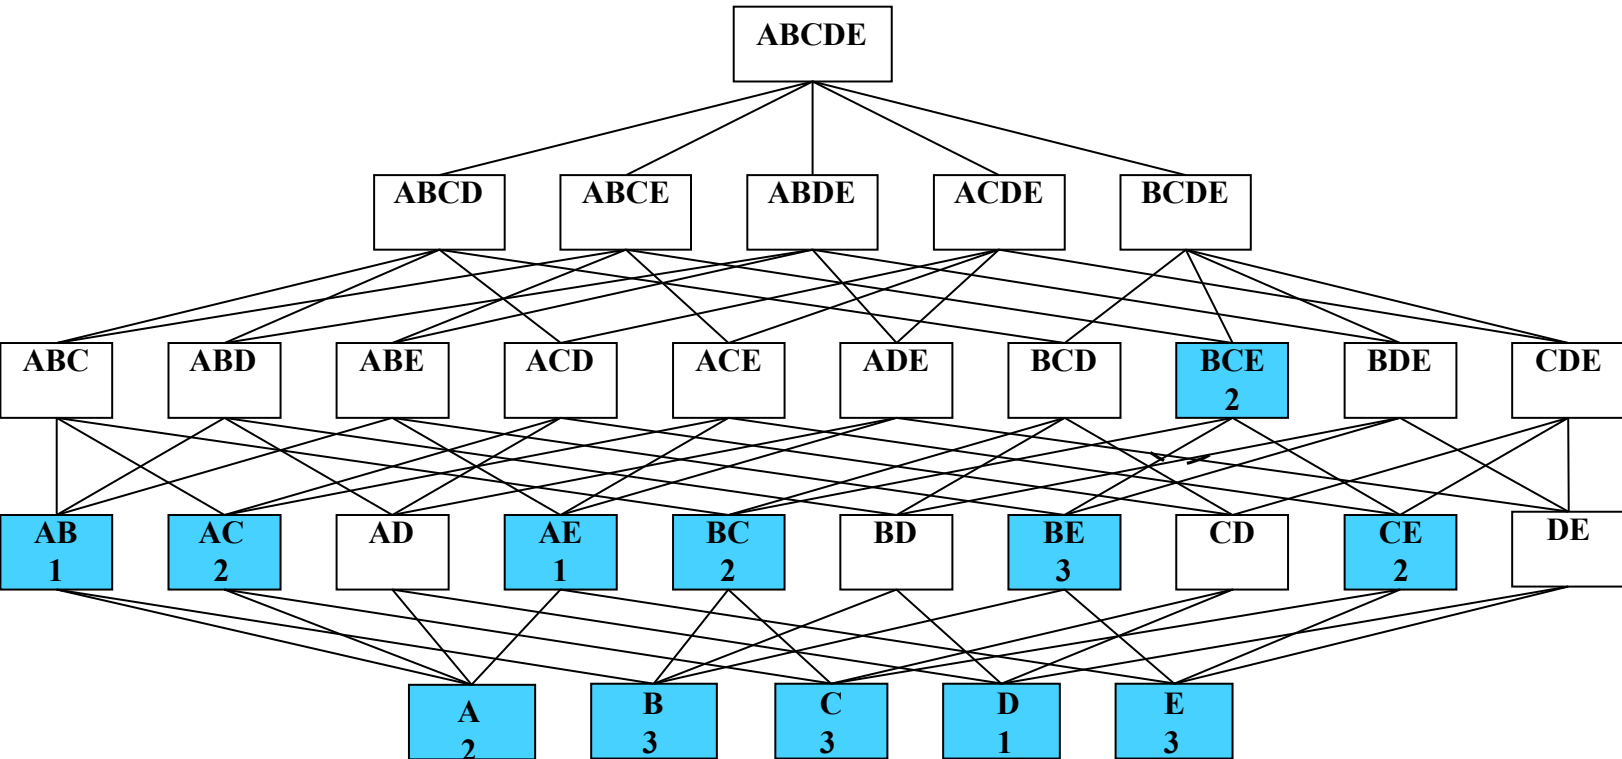 ABCDE
ABCD ABCE ABDE ACDE BCDE
ABC ABD ABE ACD ACE ADE BCD BCE BDE CDE
2
AB AC AD AE BC BD BE CD CE DE
1 2 1 2 3 2
A B C D E
2 3 3 1 3